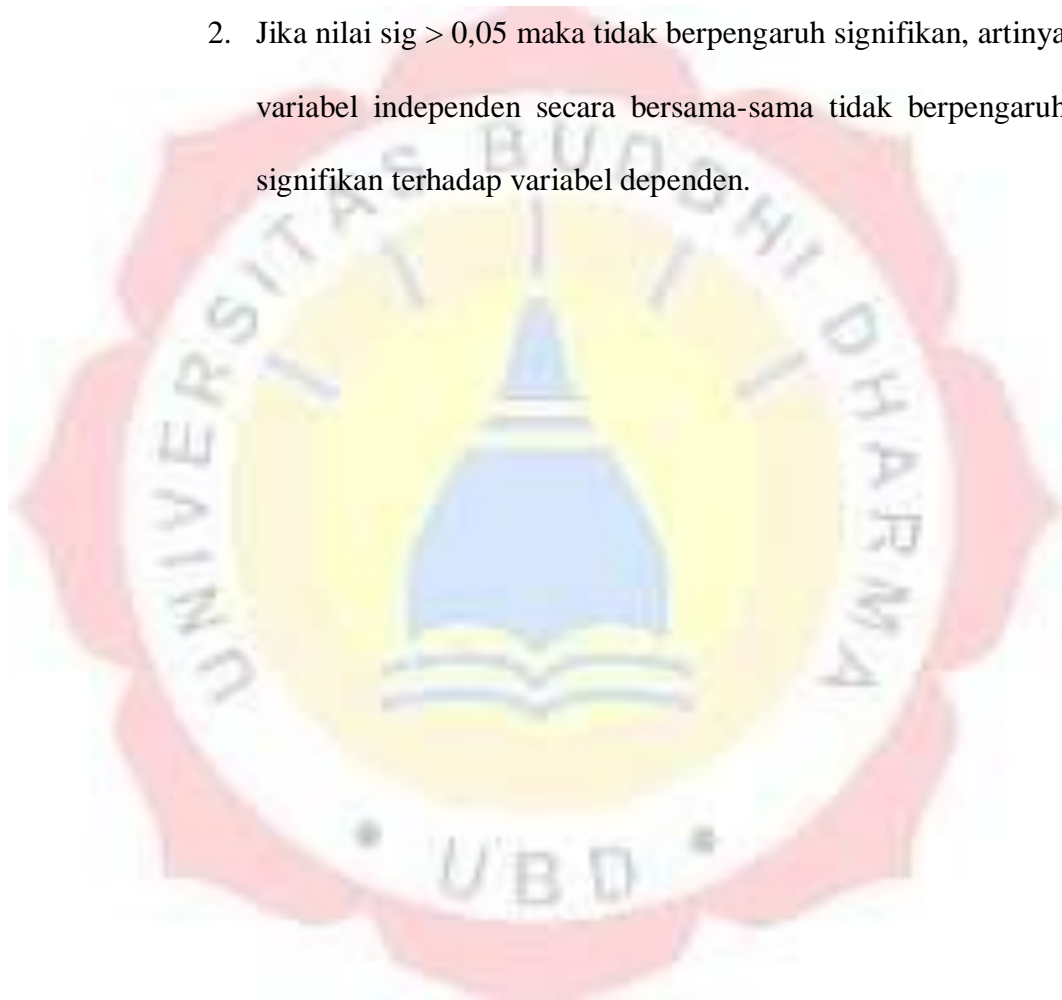 2. Jika nilai sig > 0,05 maka tidak berpengaruh signifikan, artinya
variabel independen secara bersama-sama tidak berpengaruh
signifikan terhadap variabel dependen.
UNIVERSITAS BUDDHI DHARMA
• UBD •